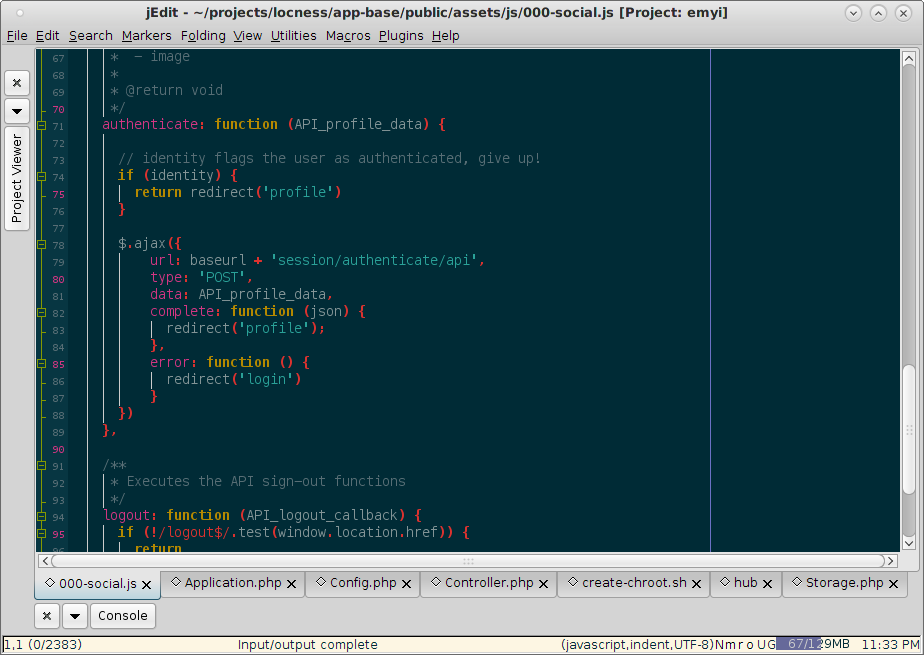 jEdit - ~/projects/locness/app-base/public/assets/js/000-social.js [Project: emyi]
File Edit Search Markers Folding View Utilities Macros Plugins Help
Project Viewer
67 * - image
68 *
69 * @return void
70 */
71 authenticate: function (API_profile_data) {
72
73 // identity flags the user as authenticated, give up!
74 if (identity) {
75 return redirect('profile')
76 }
77
78 $.ajax({
79 url: baseurl + 'session/authenticate/api',
80 type: 'POST',
81 data: API_profile_data,
82 complete: function (json) {
83 redirect('profile');
84 },
85 error: function () {
86 redirect('login')
87 }
88 })
89 },
90
91 /**
92 * Executes the API sign-out functions
93 */
94 logout: function (API_logout_callback) {
95 if (!/logout$/.test(window.location.href)) {
96 return
000-social.js Application.php Config.php Controller.php create-chroot.sh hub Storage.php
Console
1,1 (0/2383) Input/output complete (javascript,indent,UTF-8)Nm r o UG 67/129MB 11:33 PM